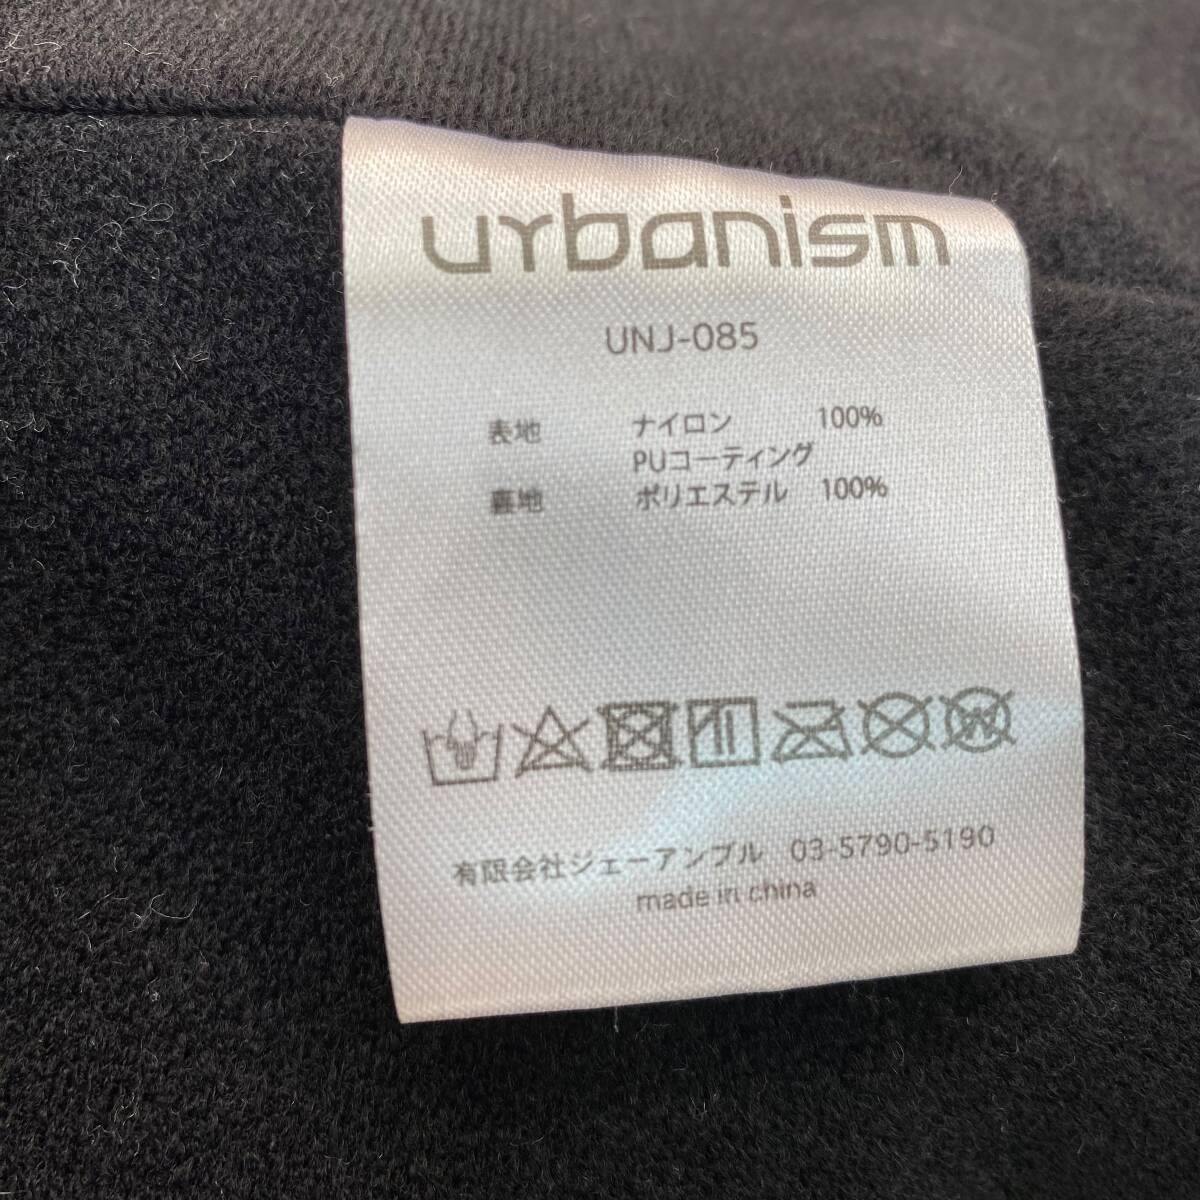 urbanism
UNJ-085
表地 ナイロン 100%
PUコーティング
裏地 ポリエステル 100%
有限会社ジェーアンブル 03-5790-5190
made in china